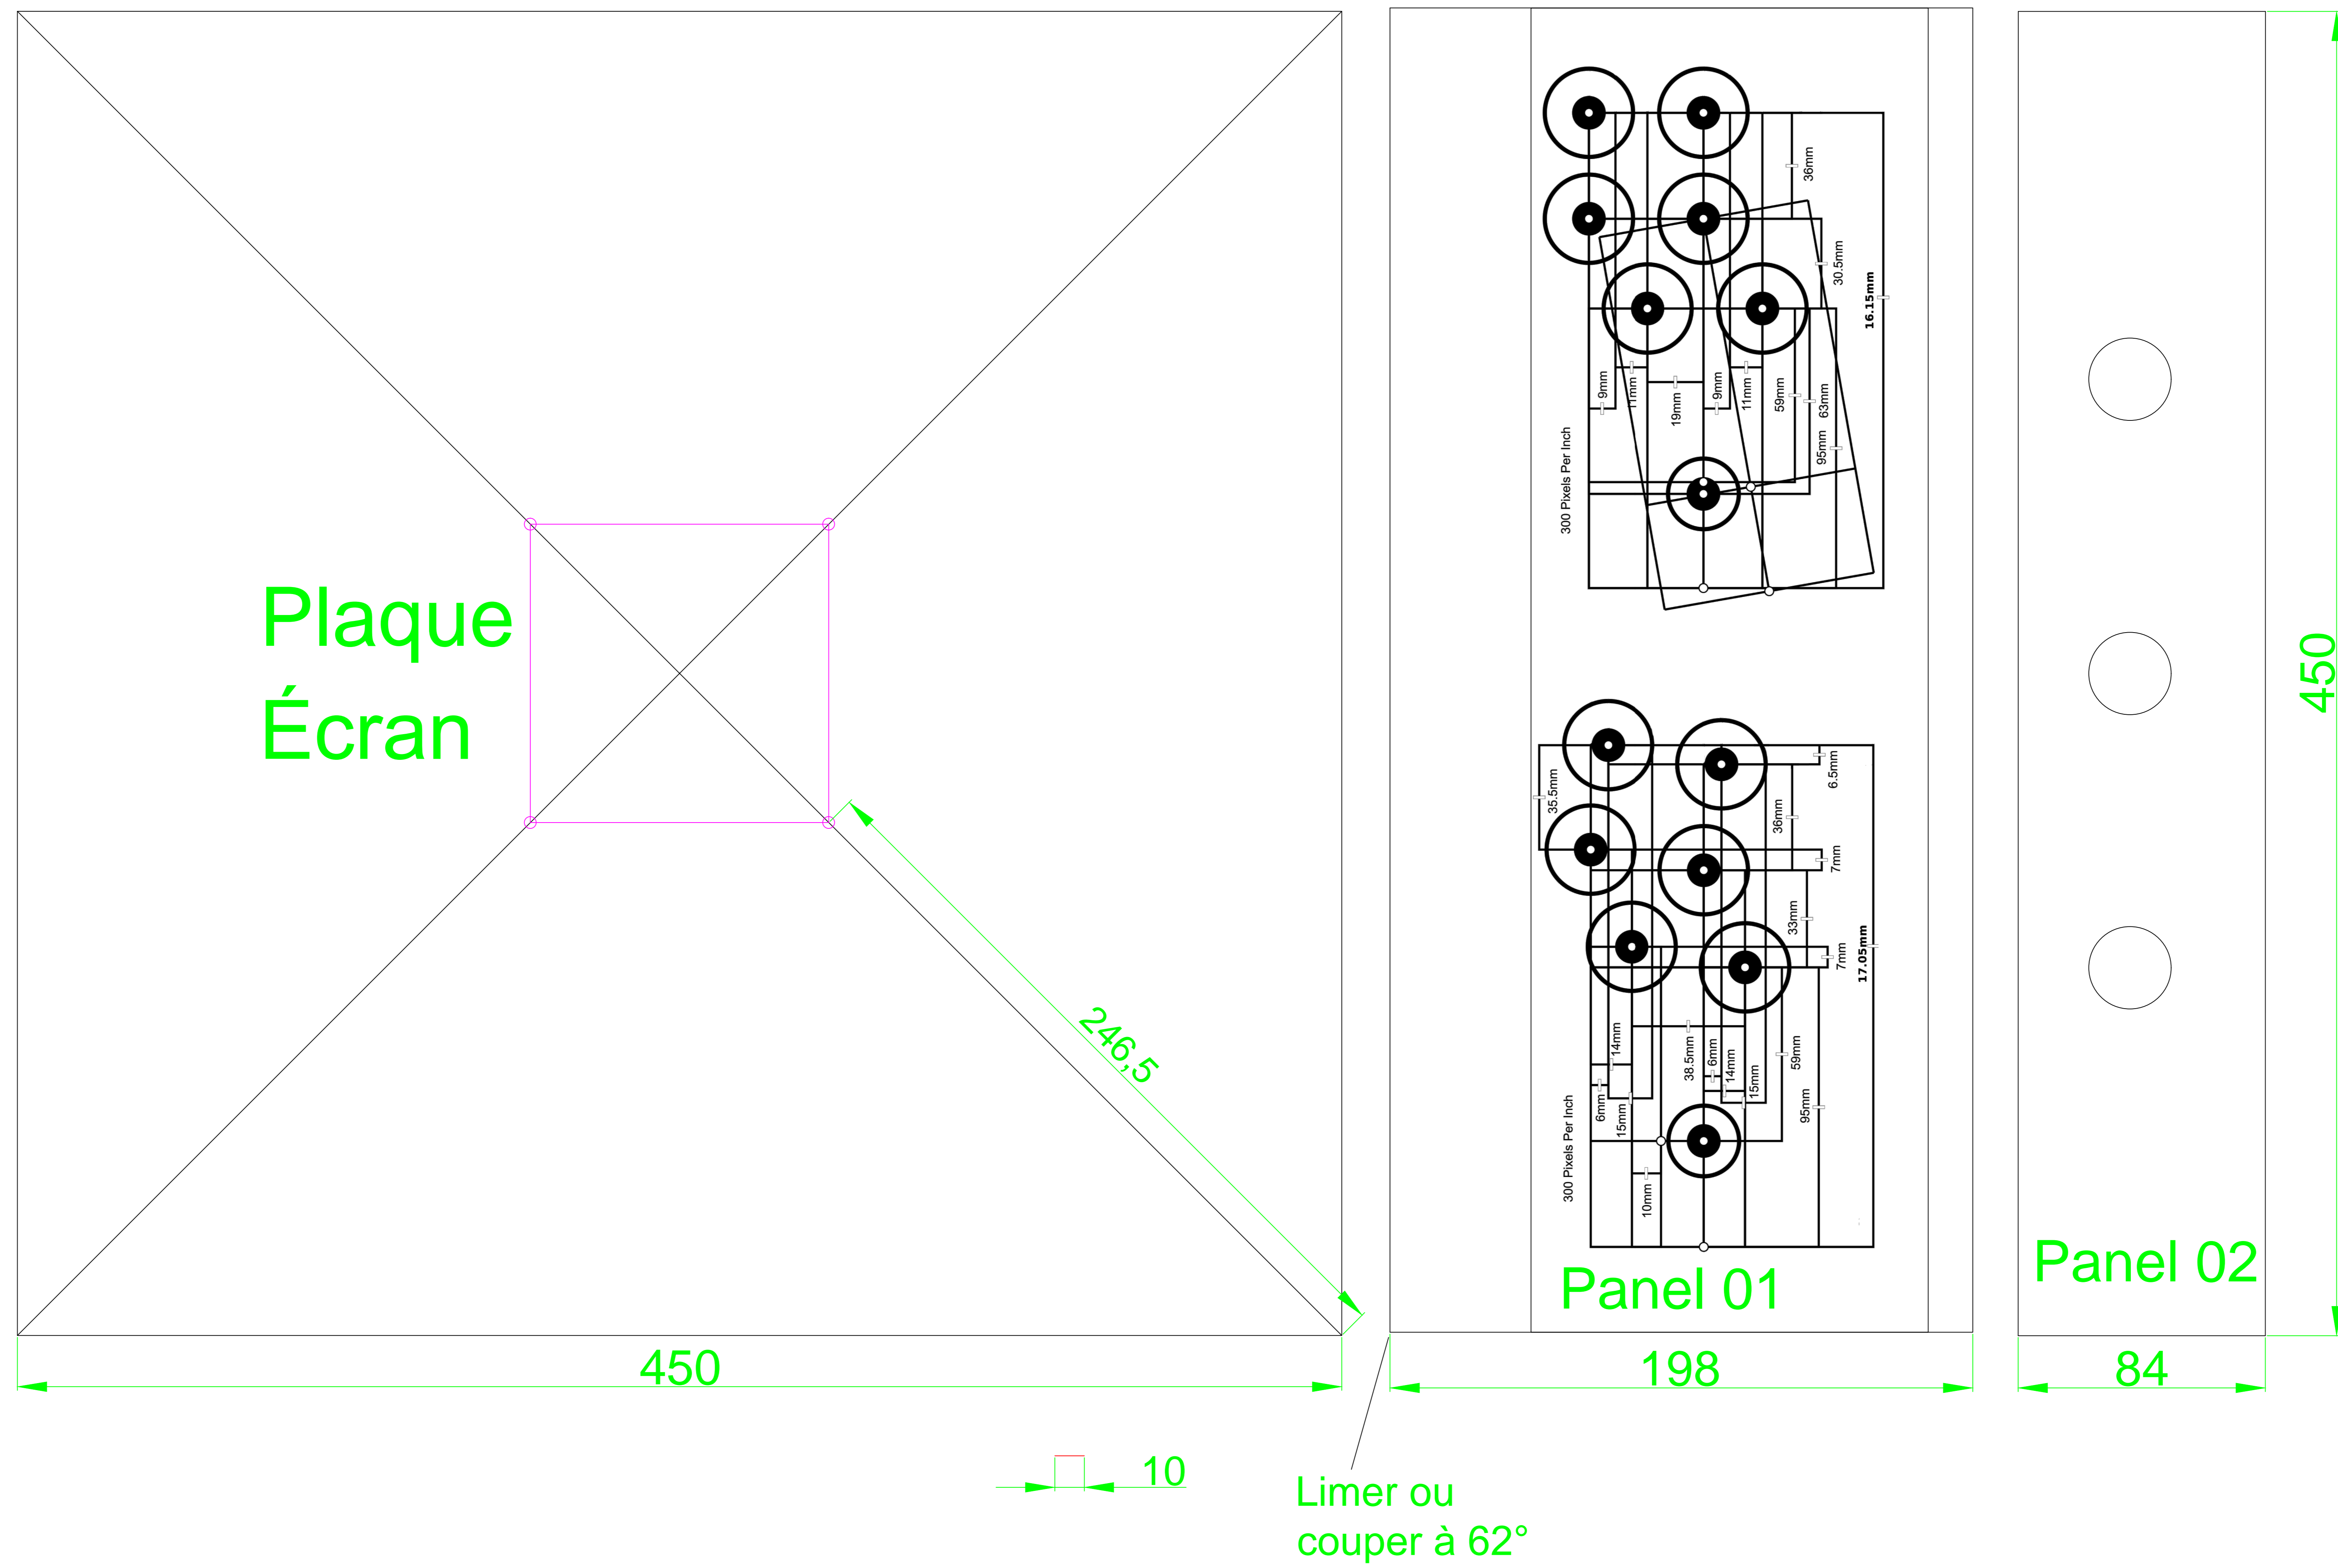 Plaque
Écran
246,5
450
10
36mm
30.5mm
16.15mm
9mm
11mm
19mm
9mm
11mm
59mm
63mm
95mm
300 Pixels Per Inch
35.5mm
6.5mm
36mm
7mm
33mm
7mm
17.05mm
14mm
38.5mm
6mm
14mm
15mm
59mm
6mm
15mm
95mm
10mm
300 Pixels Per Inch
Panel 01
198
Limer ou
couper à 62°
Panel 02
84
450